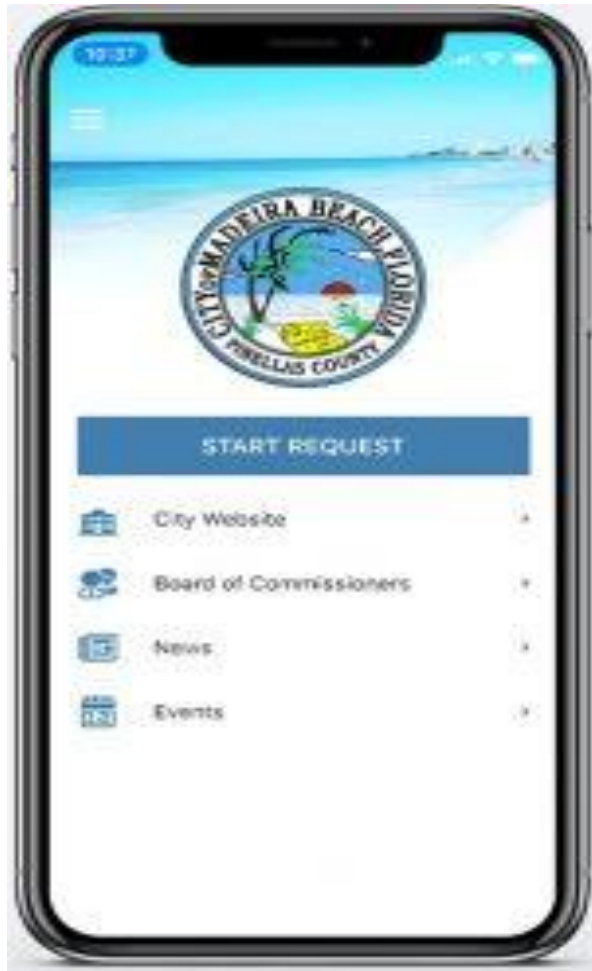 10:37
CITY OF MADEIRA BEACH, FLORIDA
PINELLAS COUNTY
START REQUEST
City Website
Board of Commissioners
News
Events